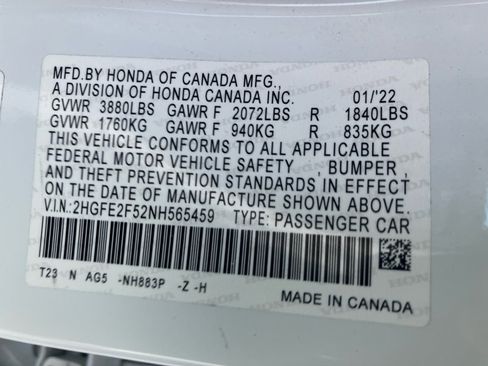 MFD.BY HONDA OF CANADA MFG.,
A DIVISION OF HONDA CANADA INC. 01/'22
GVWR 3880LBS GAWR F 2072LBS R 1840LBS
GVWR 1760KG GAWR F 940KG R 835KG
THIS VEHICLE CONFORMS TO ALL APPLICABLE
FEDERAL MOTOR VEHICLE SAFETY , BUMPER ,
AND THEFT PREVENTION STANDARDS IN EFFECT
ON THE DATE OF MANUFACTURE SHOWN ABOVE.
V.I.N.:2HGFE2F52NH565459 TYPE: PASSENGER CAR
T23 N AG5 -NH883P -Z -H
MADE IN CANADA